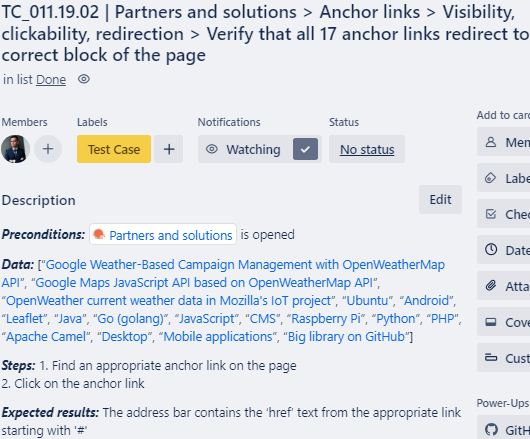 TC_011.19.02 | Partners and solutions > Anchor links > Visibility,
clickability, redirection > Verify that all 17 anchor links redirect to
correct block of the page
in list Done
Members
Labels
Notifications
Status
Add to car
Test Case
Watching
No status
Mem
Labe
Chec
Date
Atta
Cove
Cust
Description
Edit
Preconditions: Partners and solutions is opened
Data: ["Google Weather-Based Campaign Management with OpenWeatherMap
API", "Google Maps JavaScript API based on OpenWeatherMap API",
"OpenWeather current weather data in Mozilla's IoT project", "Ubuntu", "Android",
"Leaflet", "Java", "Go (golang)", "JavaScript", "CMS", "Raspberry Pi", "Python", "PHP",
"Apache Camel", "Desktop", "Mobile applications", "Big library on GitHub"]
Steps: 1. Find an appropriate anchor link on the page
2. Click on the anchor link
Expected results: The address bar contains the 'href' text from the appropriate link
starting with '#'
Power-Ups
GitH